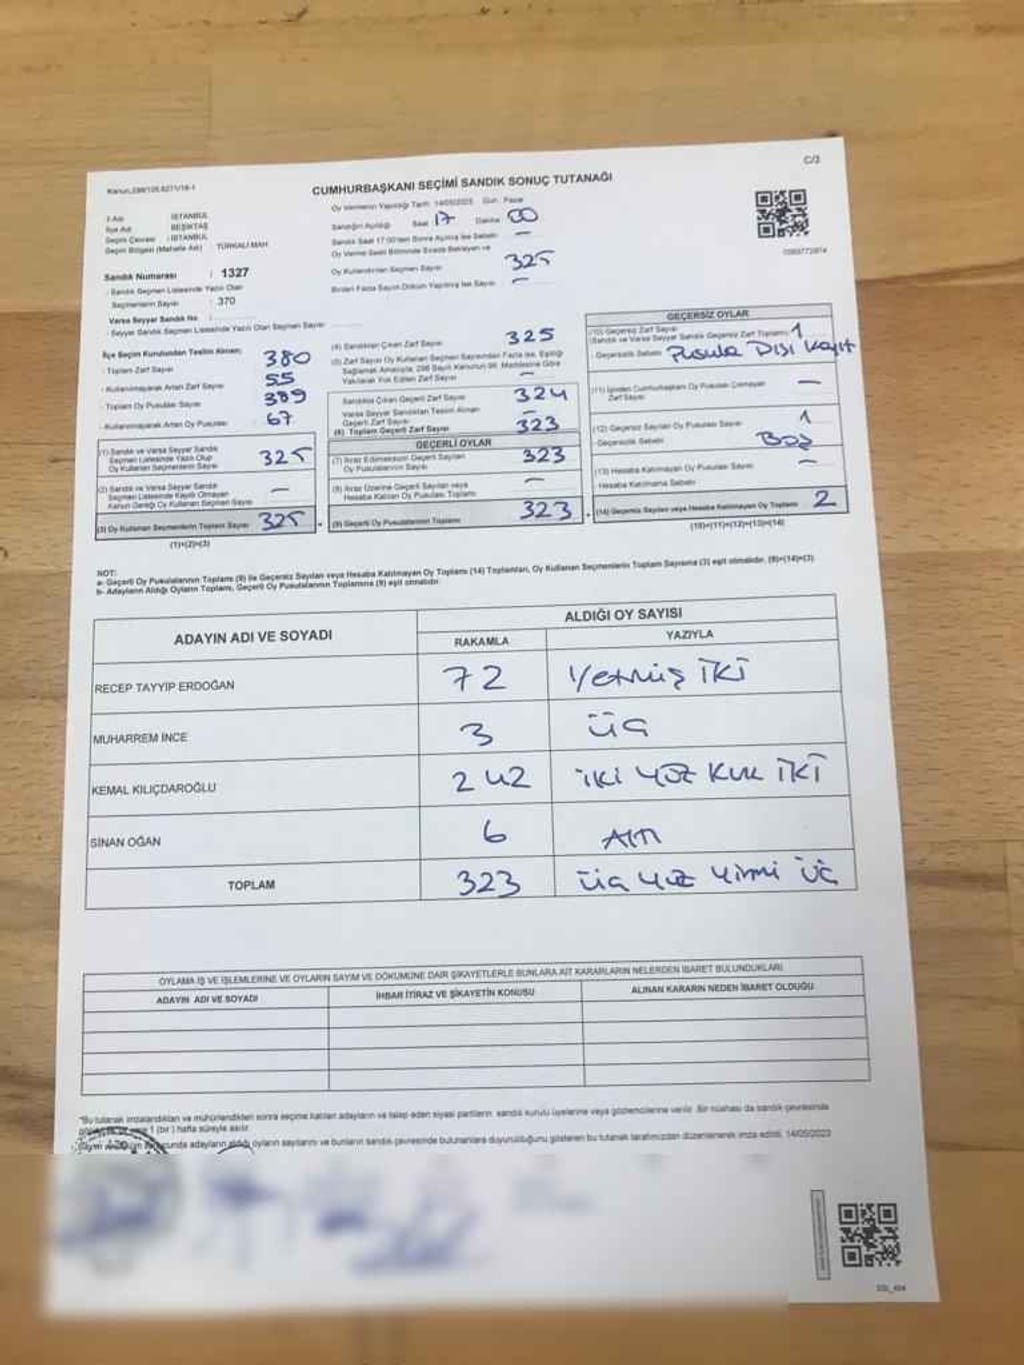 C/3
Kanun,298/105,6271/18-1
CUMHURBAŞKANI SEÇİMİ SANDIK SONUÇ TUTANAĞI
İl Adı : İSTANBUL
İlçe Adı : BEŞİKTAŞ
Seçim Çevresi : İSTANBUL
Seçim Bölgesi (Mahalle Adı) TÜRKALİ MAH
Sandık Numarası : 1327
- Sandık Seçmen Listesinde Yazılı Olan
Seçmenlerin Sayısı : 370
Varsa Seyyar Sandık No :
- Seyyar Sandık Seçmen Listesinde Yazılı Olan Seçmen Sayısı
Oy Vermenin Yapıldığı Tarih: 14/05/2023 Gün : Pazar
Sandığın Açıldığı Saat 17 Dakika 00
Sandık Saat 17:00'den Sonra Açılmış İse Sebebi —
Oy Verme Saati Bitiminde Sırada Bekleyen ve
Oy Kullandırılan Seçmen Sayısı 325
Birden Fazla Sayım Döküm Yapılmış İse Sayısı —
İlçe Seçim Kurulundan Teslim Alınan;
- Toplam Zarf Sayısı 380
- Kullanılmayarak Artan Zarf Sayısı 55
- Toplam Oy Pusulası Sayısı 389
- Kullanılmayarak Artan Oy Pusulası 67
(1) Sandık ve Varsa Seyyar Sandık
Seçmen Listesinde Yazılı Olup
Oy Kullanan Seçmenlerin Sayısı 325
(2) Sandık ve Varsa Seyyar Sandık
Seçmen Listesinde Kayıtlı Olmayan
Kanun Gereği Oy Kullanan Seçmen Sayısı —
(3) Oy Kullanan Seçmenlerin Toplam Sayısı 325
(1)+(2)=(3)
(4) Sandıktan Çıkan Zarf Sayısı 325
(5) Zarf Sayısı Oy Kullanan Seçmen Sayısından Fazla ise, Eşitliği
Sağlamak Amacıyla; 298 Sayılı Kanunun 98. Maddesine Göre
Yakılarak Yok Edilen Zarf Sayısı —
Sandıkta Çıkan Geçerli Zarf Sayısı 324
Varsa Seyyar Sandıktan Teslim Alınan
Geçerli Zarf Sayısı —
(6) Toplam Geçerli Zarf Sayısı 323
GEÇERLİ OYLAR
(7) İtiraz Edilmeksizin Geçerli Sayılan
Oy Pusulalarının Sayısı 323
(8) İtiraz Üzerine Geçerli Sayılan veya
Hesaba Katılan Oy Pusulası Toplamı —
(9) Geçerli Oy Pusulalarının Toplamı 323
GEÇERSİZ OYLAR
(10) Geçersiz Zarf Sayısı
(Sandık ve Varsa Seyyar Sandık Geçersiz Zarf Toplamı) 1
- Geçersizlik Sebebi Pusula Dışı kayıt
(11) İçinden Cumhurbaşkanı Oy Pusulası Çıkmayan
Zarf Sayısı —
(12) Geçersiz Sayılan Oy Pusulası Sayısı 1
- Geçersizlik Sebebi Boş
(13) Hesaba Katılmayan Oy Pusulası Sayısı —
- Hesaba Katılmama Sebebi
(14) Geçersiz Sayılan veya Hesaba Katılmayan Oy Toplamı 2
(10)+(11)+(12)+(13)=(14)
NOT:
a- Geçerli Oy Pusulalarının Toplamı (9) ile Geçersiz Sayılan veya Hesaba Katılmayan Oy Toplamı (14) Toplamları, Oy Kullanan Seçmenlerin Toplam Sayısına (3) eşit olmalıdır. (9)+(14)=(3)
b- Adayların Aldığı Oyların Toplamı, Geçerli Oy Pusulalarının Toplamına (9) eşit olmalıdır.
ADAYIN ADI VE SOYADI ALDIĞI OY SAYISI
RAKAMLA YAZIYLA
RECEP TAYYIP ERDOĞAN 72 Yetmiş iki
MUHARREM İNCE 3 üç
KEMAL KILIÇDAROĞLU 242 iki yüz kırk iki
SİNAN OĞAN 6 Altı
TOPLAM 323 üç yüz yirmi üç
OYLAMA İŞ VE İŞLEMLERİNE VE OYLARIN SAYIM VE DÖKÜMÜNE DAİR ŞİKAYETLERLE BUNLARA AİT KARARLARIN NELERDEN İBARET BULUNDUKLARI
ADAYIN ADI VE SOYADI İHBAR İTİRAZ VE ŞİKAYETİN KONUSU ALINAN KARARIN NEDEN İBARET OLDUĞU
"Bu tutanak imzalandıktan ve mühürlendikten sonra seçime katılan adayların ve talep eden siyasi partilerin sandık kurulu üyelerine veya gözlemcilerine verilir. Bir nüshası da sandık çevresinde
1 (bir) hafta süreyle asılır.
adayların aldığı oyların sayılarını ve bunların sandık çevresinde bulunanlara duyurulduğunu gösteren bu tutanak tarafımızdan düzenlenerek imza edildi. 14/05/2023